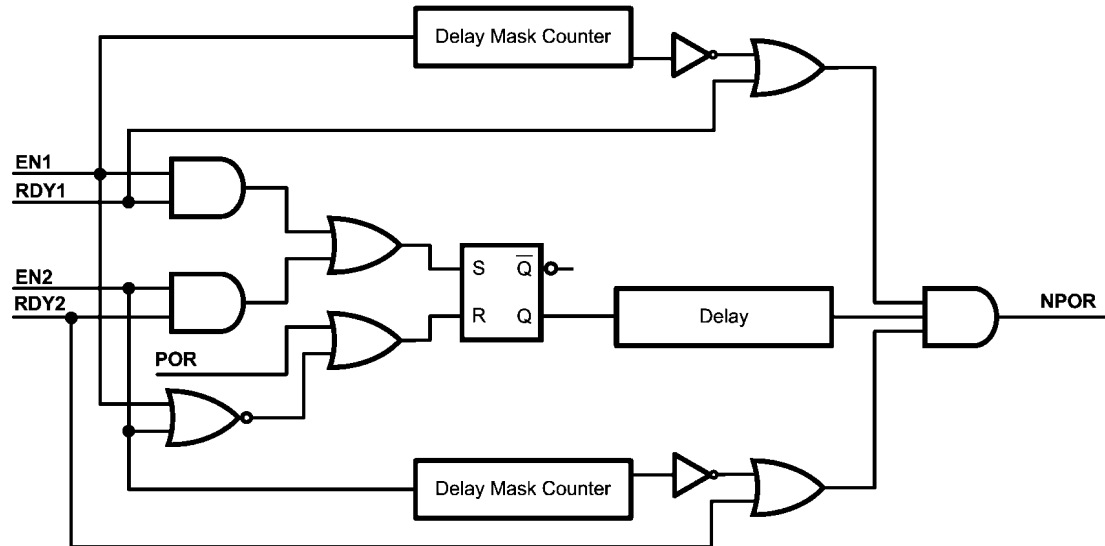 Delay Mask Counter
EN1
RDY1
EN2
RDY2
S Q̅
R Q
Delay
NPOR
POR
Delay Mask Counter